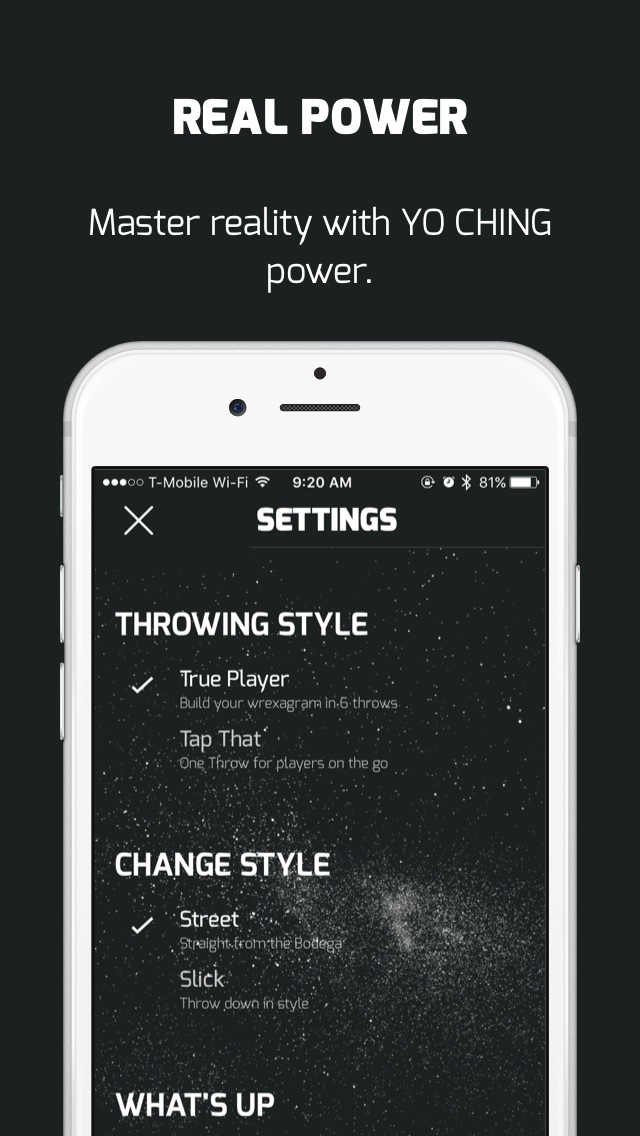 REAL POWER
Master reality with YO CHING
power.
T-Mobile Wi-Fi 9:20 AM 81%
SETTINGS
THROWING STYLE
True Player
Build your wrexagram in 6 throws
Tap That
One Throw for players on the go
CHANGE STYLE
Street
Straight from the Bodega
Slick
Throw down in style
WHAT'S UP